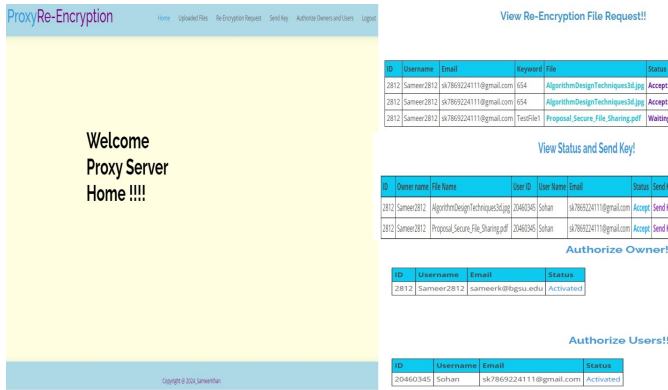 ProxyRe-Encryption
Home Uploaded Files Re-Encryption Request Send Key Authorize Owners and Users Logout
Welcome
Proxy Server
Home !!!!
Copyright @ 2024_SameerKhan
View Re-Encryption File Request!!
ID Username Email Keyword File Status
2812 Sameer2812 sk7869224111@gmail.com 654 AlgorithmDesignTechniques3d.jpg Accept
2812 Sameer2812 sk7869224111@gmail.com 654 AlgorithmDesignTechniques3d.jpg Accept
2812 Sameer2812 sk7869224111@gmail.com TestFile1 Proposal_Secure_File_Sharing.pdf Waiting
View Status and Send Key!
ID Owner name File Name User ID User Name Email Status Send K
2812 Sameer2812 AlgorithmDesignTechniques3d.jpg 20460345 Sohan sk7869224111@gmail.com Accept Send K
2812 Sameer2812 Proposal_Secure_File_Sharing.pdf 20460345 Sohan sk7869224111@gmail.com Accept Send K
Authorize Owner!
ID Username Email Status
2812 Sameer2812 sameerk@bgsu.edu Activated
Authorize Users!!
ID Username Email Status
20460345 Sohan sk7869224111@gmail.com Activated